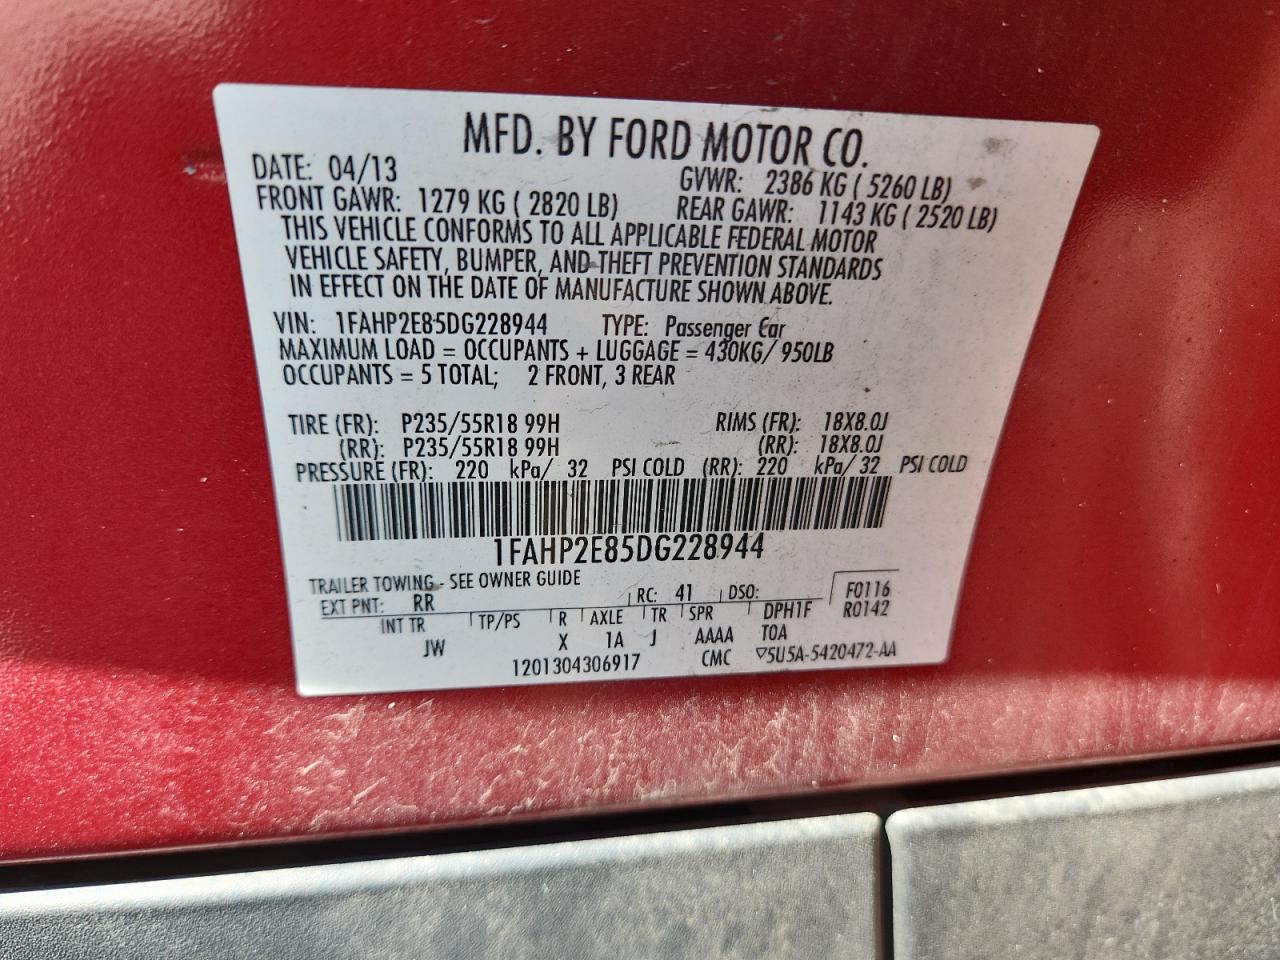 MFD. BY FORD MOTOR CO.
DATE: 04/13 GVWR: 2386 KG ( 5260 LB)
FRONT GAWR: 1279 KG ( 2820 LB) REAR GAWR: 1143 KG ( 2520 LB)
THIS VEHICLE CONFORMS TO ALL APPLICABLE FEDERAL MOTOR
VEHICLE SAFETY, BUMPER, AND THEFT PREVENTION STANDARDS
IN EFFECT ON THE DATE OF MANUFACTURE SHOWN ABOVE.
VIN: 1FAHP2E85DG228944 TYPE: Passenger Car
MAXIMUM LOAD = OCCUPANTS + LUGGAGE = 430KG/ 950LB
OCCUPANTS = 5 TOTAL; 2 FRONT, 3 REAR
TIRE (FR): P235/55R18 99H RIMS (FR): 18X8.0J
(RR): P235/55R18 99H (RR): 18X8.0J
PRESSURE (FR): 220 kPa/ 32 PSI COLD (RR): 220 kPa/ 32 PSI COLD
1FAHP2E85DG228944
TRAILER TOWING - SEE OWNER GUIDE
EXT PNT: RR RC: 41 DSO: F0116
INT TR TP/PS R AXLE TR SPR DPH1F R0142
JW X 1A J AAAA TOA
1201304306917 CMC ▽5U5A-5420472-AA